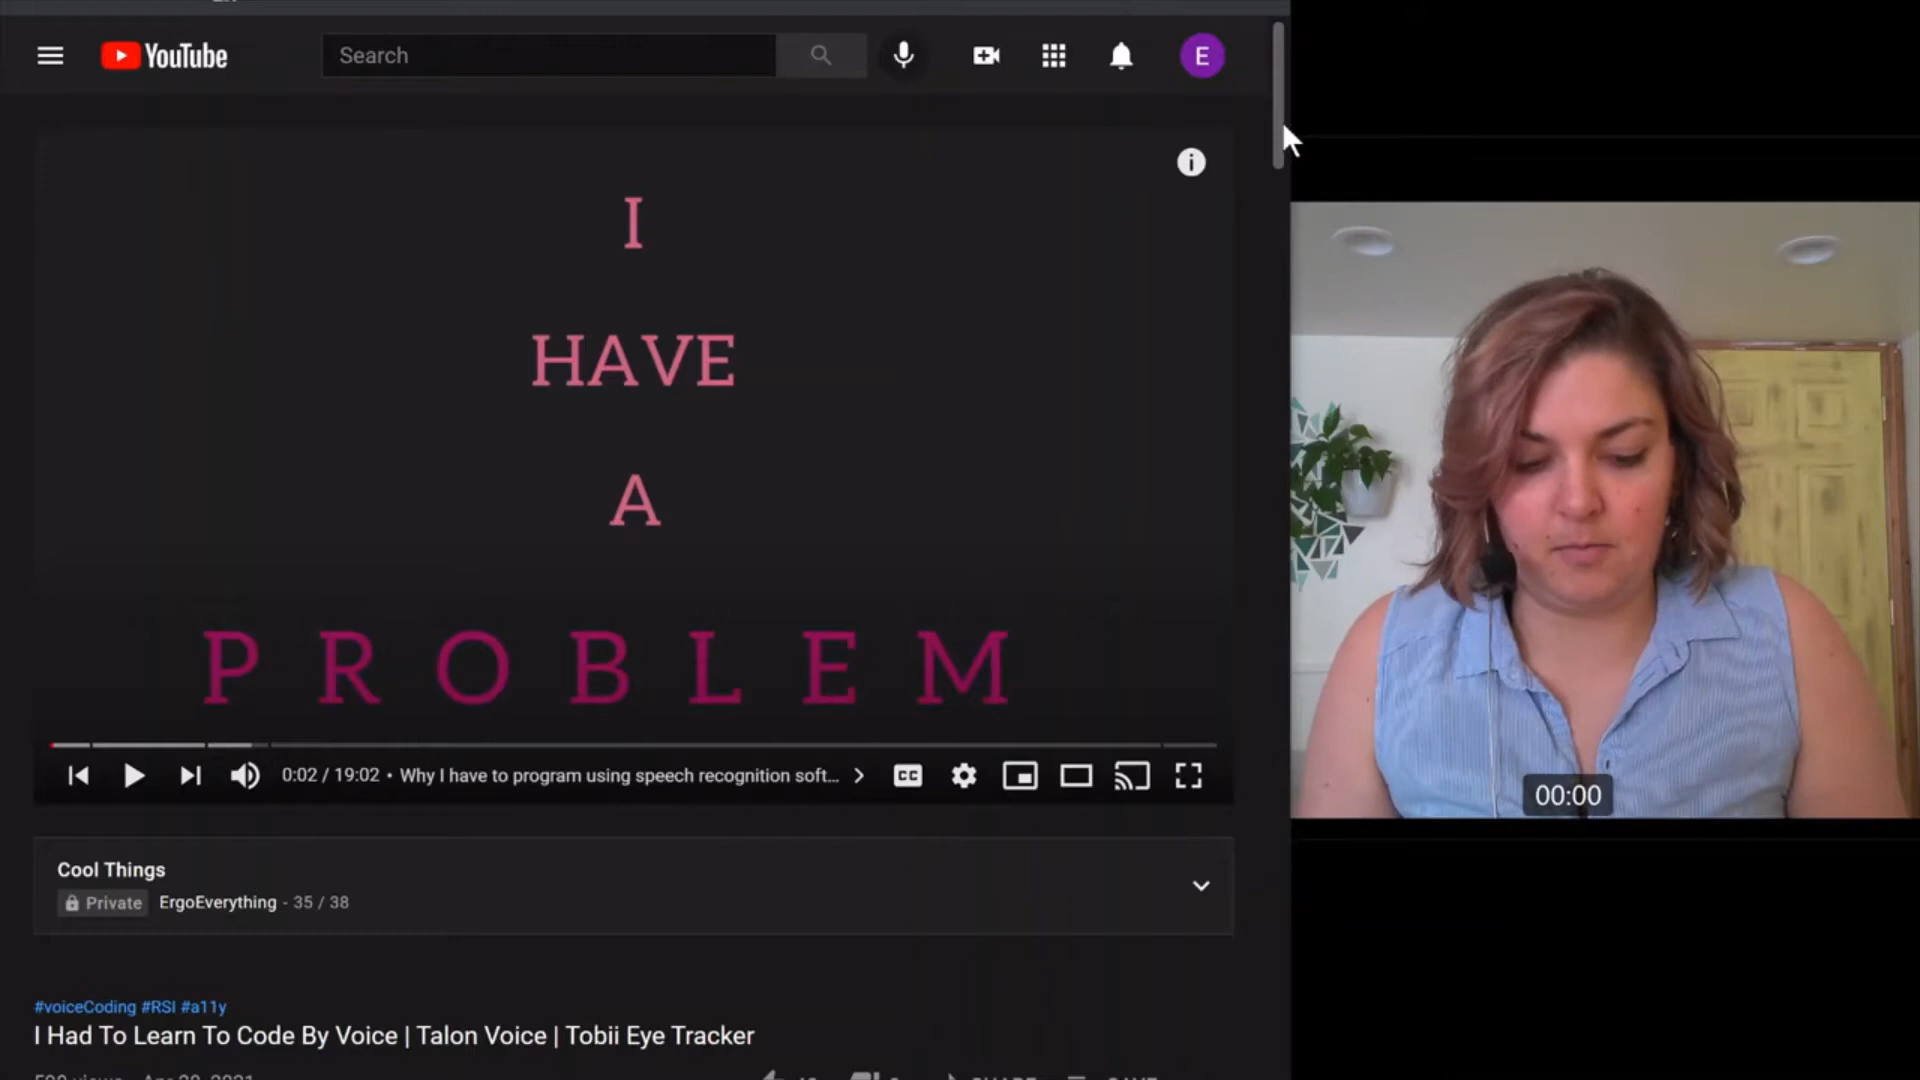 YouTube
Search
E
I
HAVE
A
PROBLEM
0:02 / 19:02 • Why I have to program using speech recognition soft...
CC
00:00
Cool Things
Private ErgoEverything - 35 / 38
#voiceCoding #RSI #a11y
I Had To Learn To Code By Voice | Talon Voice | Tobii Eye Tracker